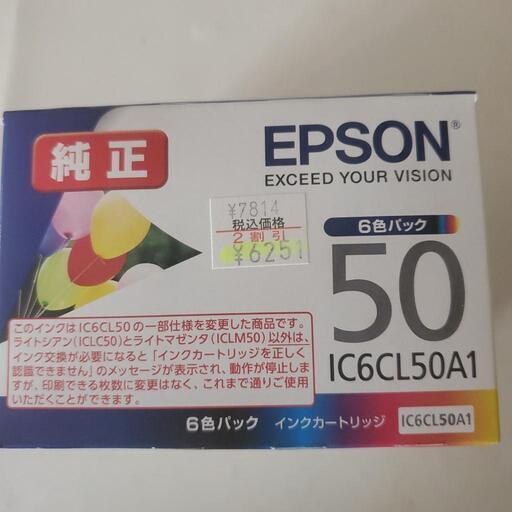 純正
EPSON®
EXCEED YOUR VISION
¥7814
税込価格
2割引
¥6251
6色パック
50
IC6CL50A1
このインクはIC6CL50の一部仕様を変更した商品です。
ライトシアン(ICLC50)とライトマゼンタ(ICLM50)以外は、
インク交換が必要になると「インクカートリッジを正しく
認識できません」のメッセージが表示され、動作が停止しま
すが、印刷できる枚数に変更はなく、これまで通りご使用
いただくことができます。
6色パック インクカートリッジ IC6CL50A1